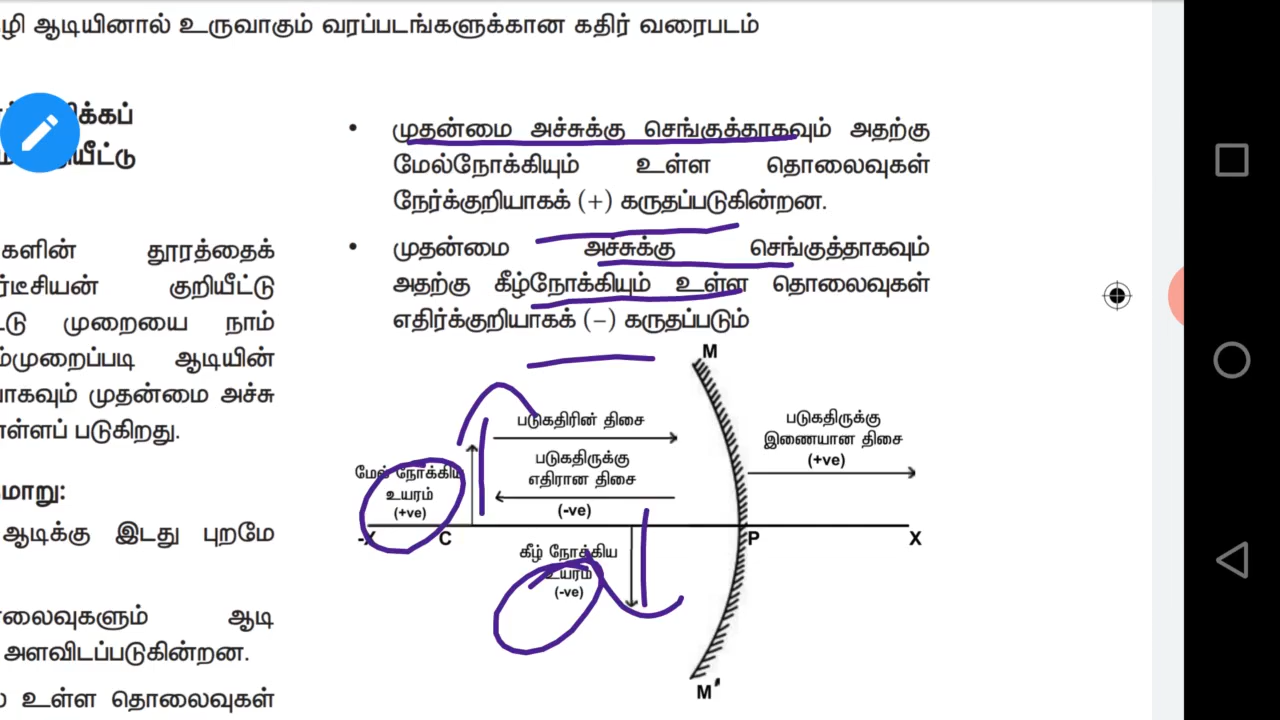 ழி ஆடியினால் உருவாகும் வரப்படங்களுக்கான கதிர் வரைபடம்
க்கப்
களின் தூரத்தைக்
ர்டீசியன் குறியீட்டு
டு முறையை நாம்
ம்முறைப்படி ஆடியின்
பாகவும் முதன்மை அச்சு
ள்ளப் படுகிறது.
மாறு:
ஆடிக்கு இடது புறமே
லைவுகளும் ஆடி
அளவிடப்படுகின்றன.
உள்ள தொலைவுகள்
• முதன்மை அச்சுக்கு செங்குத்தாகவும் அதற்கு
மேல்நோக்கியும் உள்ள தொலைவுகள்
நேர்க்குறியாகக் (+) கருதப்படுகின்றன.
• முதன்மை அச்சுக்கு செங்குத்தாகவும்
அதற்கு கீழ்நோக்கியும் உள்ள தொலைவுகள்
எதிர்க்குறியாகக் (–) கருதப்படும்
M
படுகதிரின் திசை
படுகதிருக்கு
இணையான திசை
(+ve)
படுகதிருக்கு
எதிரான திசை
(-ve)
மேல் நோக்கிய
உயரம்
(+ve)
-X C P X
கீழ் நோக்கிய
உயரம்
(-ve)
M'